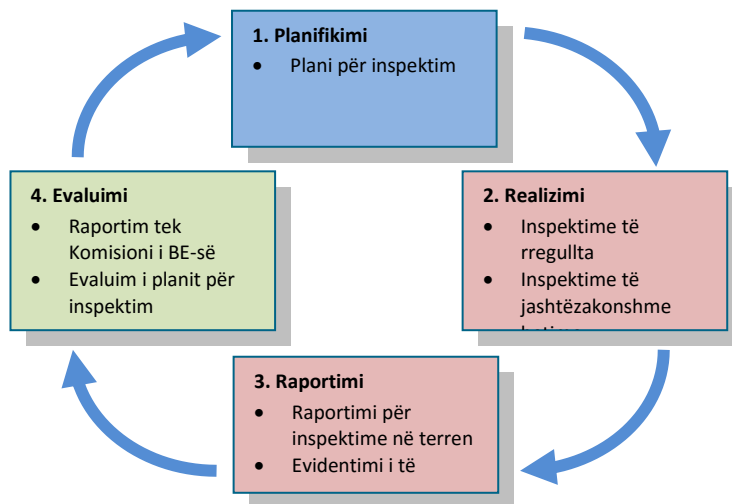 1. Planifikimi
• Plani për inspektim
2. Realizimi
• Inspektime të
rregullta
• Inspektime të
jashtëzakonshme
3. Raportimi
• Raportimi për
inspektime në terren
• Evidentimi i të
4. Evaluimi
• Raportim tek
Komisioni i BE-së
• Evaluim i planit për
inspektim